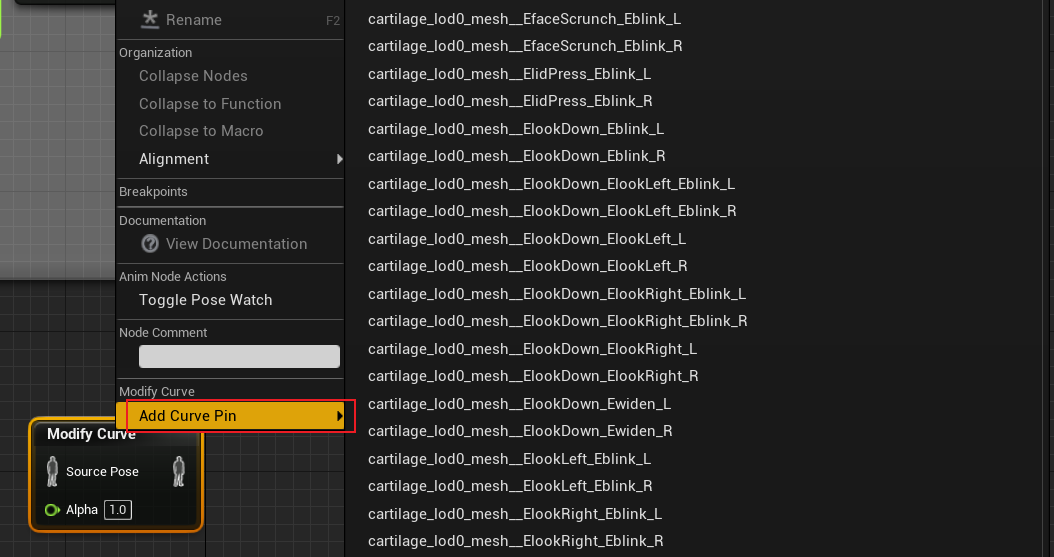 Rename F2
Organization
Collapse Nodes
Collapse to Function
Collapse to Macro
Alignment
Breakpoints
Documentation
View Documentation
Anim Node Actions
Toggle Pose Watch
Node Comment
Modify Curve
Add Curve Pin
cartilage_lod0_mesh__EfaceScrunch_Eblink_L
cartilage_lod0_mesh__EfaceScrunch_Eblink_R
cartilage_lod0_mesh__ElidPress_Eblink_L
cartilage_lod0_mesh__ElidPress_Eblink_R
cartilage_lod0_mesh__ElookDown_Eblink_L
cartilage_lod0_mesh__ElookDown_Eblink_R
cartilage_lod0_mesh__ElookDown_ElookLeft_Eblink_L
cartilage_lod0_mesh__ElookDown_ElookLeft_Eblink_R
cartilage_lod0_mesh__ElookDown_ElookLeft_L
cartilage_lod0_mesh__ElookDown_ElookLeft_R
cartilage_lod0_mesh__ElookDown_ElookRight_Eblink_L
cartilage_lod0_mesh__ElookDown_ElookRight_Eblink_R
cartilage_lod0_mesh__ElookDown_ElookRight_L
cartilage_lod0_mesh__ElookDown_ElookRight_R
cartilage_lod0_mesh__ElookDown_Ewiden_L
cartilage_lod0_mesh__ElookDown_Ewiden_R
cartilage_lod0_mesh__ElookLeft_Eblink_L
cartilage_lod0_mesh__ElookLeft_Eblink_R
cartilage_lod0_mesh__ElookRight_Eblink_L
cartilage_lod0_mesh__ElookRight_Eblink_R
Modify Curve
Source Pose
Alpha 1.0